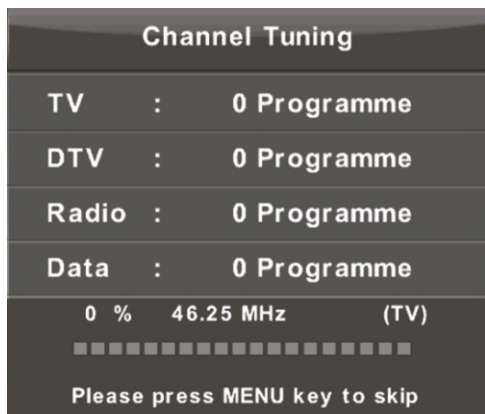 Channel Tuning
TV : 0 Programme
DTV : 0 Programme
Radio : 0 Programme
Data : 0 Programme
0 % 46.25 MHz (TV)
Please press MENU key to skip